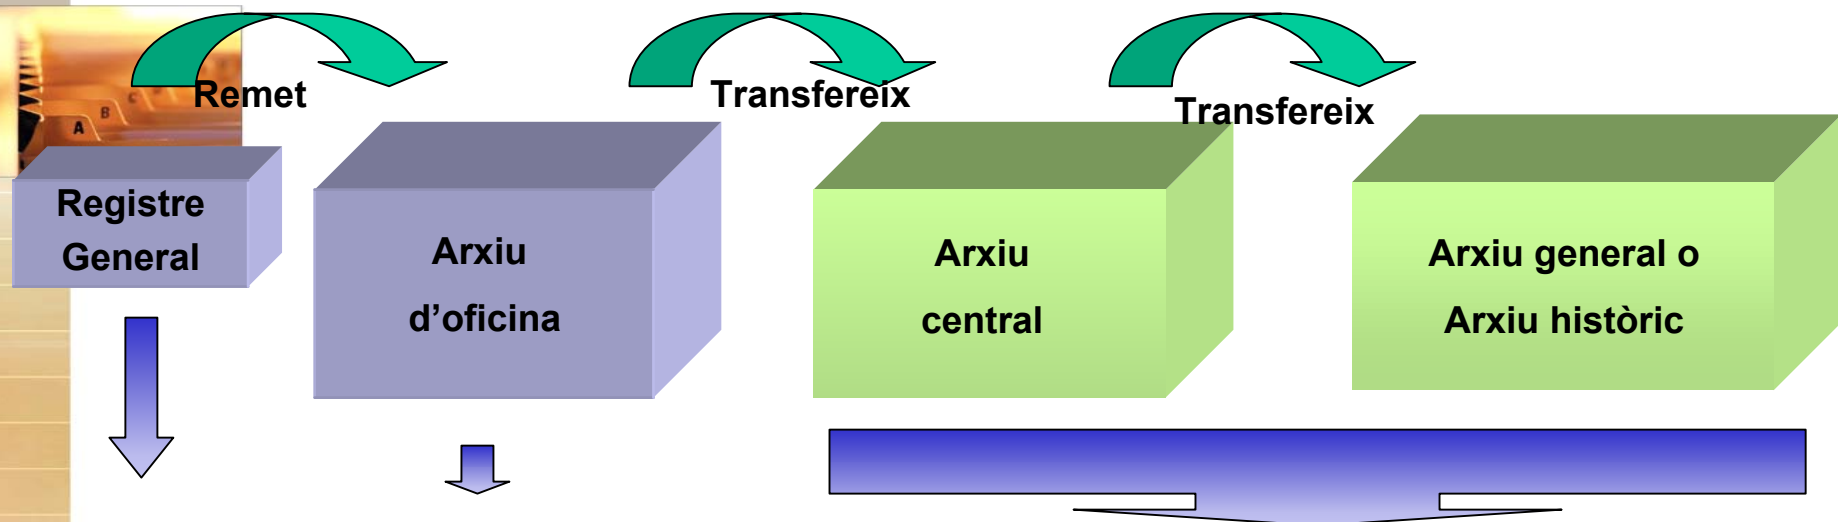 Remet
Transfereix
Transfereix
A
B
C
Registre
General
Arxiu
d’oficina
Arxiu
central
Arxiu general o
Arxiu històric